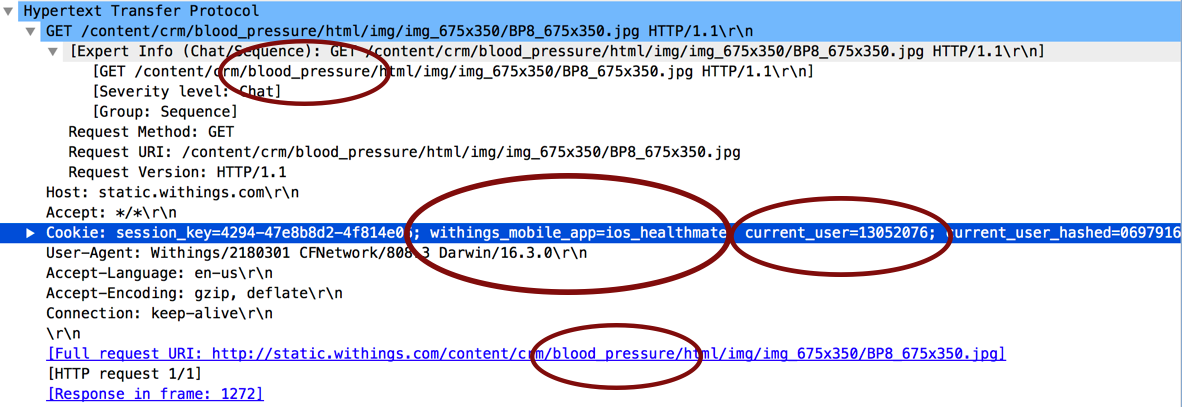 Hypertext Transfer Protocol
GET /content/crm/blood_pressure/html/img/img_675x350/BP8_675x350.jpg HTTP/1.1\r\n
[Expert Info (Chat/Sequence): GET /content/crm/blood_pressure/html/img/img_675x350/BP8_675x350.jpg HTTP/1.1\r\n]
[GET /content/crm/blood_pressure/html/img/img_675x350/BP8_675x350.jpg HTTP/1.1\r\n]
[Severity level: Chat]
[Group: Sequence]
Request Method: GET
Request URI: /content/crm/blood_pressure/html/img/img_675x350/BP8_675x350.jpg
Request Version: HTTP/1.1
Host: static.withings.com\r\n
Accept: */*\r\n
Cookie: session_key=4294-47e8b8d2-4f814e0 ; withings_mobile_app=ios_healthmate current_user=13052076; current_user_hashed=0697916
User-Agent: Withings/2180301 CFNetwork/808.3 Darwin/16.3.0\r\n
Accept-Language: en-us\r\n
Accept-Encoding: gzip, deflate\r\n
Connection: keep-alive\r\n
\r\n
[Full request URI: http://static.withings.com/content/crm/blood_pressure/html/img/img_675x350/BP8_675x350.jpg]
[HTTP request 1/1]
[Response in frame: 1272]